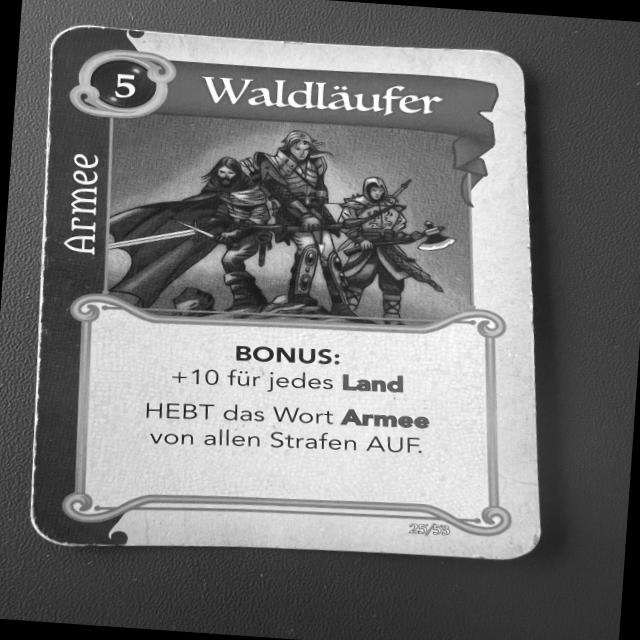 5
Waldläufer
Armee
BONUS:
+10 für jedes Land
HEBT das Wort Armee
von allen Strafen AUF.
25/53